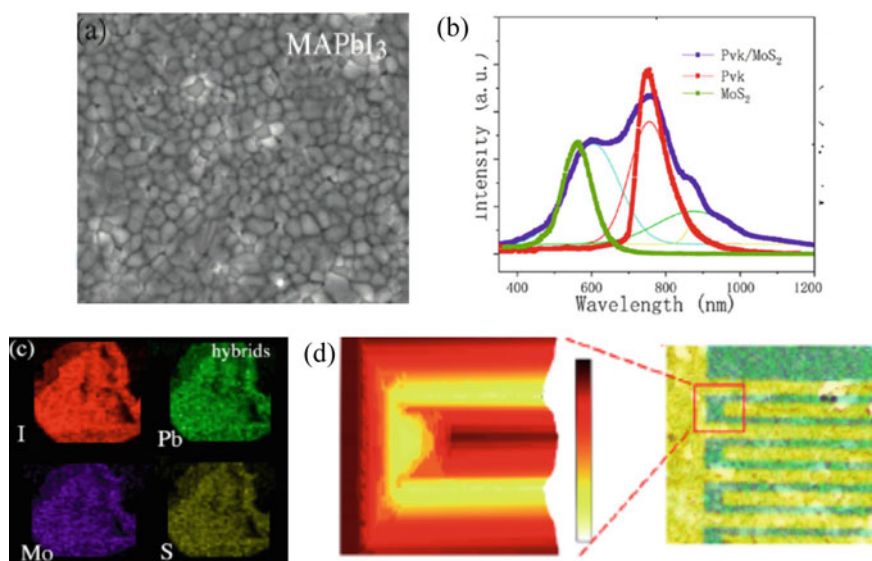 (a)
MAPbI₃
(b)
Intensity (a.u.)
Pvk/MoS₂
Pvk
MoS₂
400 600 800 1000 1200
Wavelength (nm)
(c)
hybrids
I
Pb
Mo
S
(d)